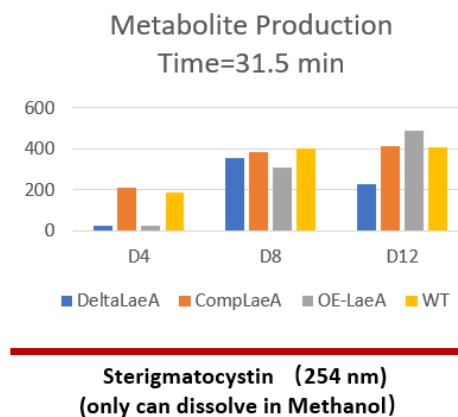 Metabolite Production
Time=31.5 min
600
400
200
0
D4 D8 D12
DeltaLaeA CompLaeA OE-LaeA WT
Sterigmatocystin (254 nm)
(only can dissolve in Methanol)